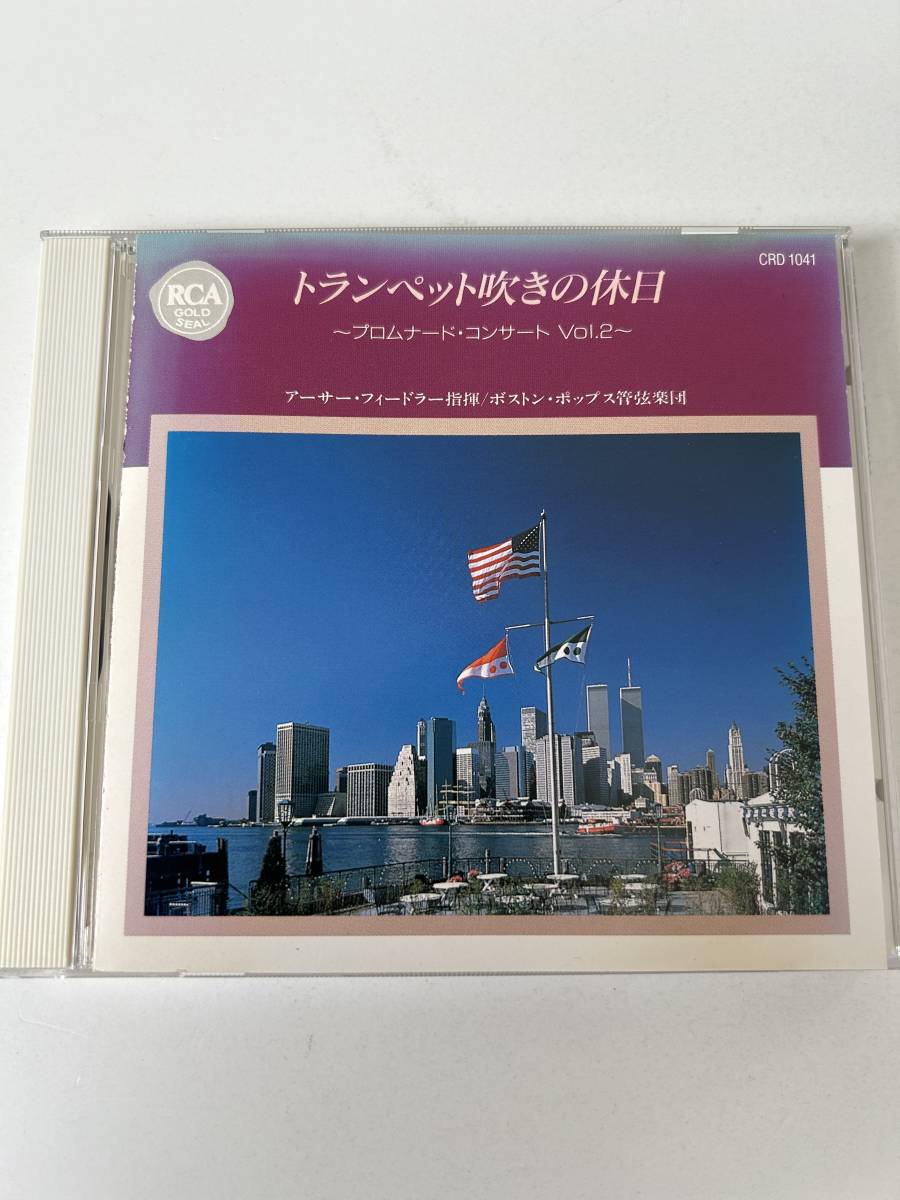 CRD 1041
RCA
GOLD
SEAL
トランペット吹きの休日
〜プロムナード・コンサート Vol.2〜
アーサー・フィードラー指揮/ボストン・ポップス管弦楽団